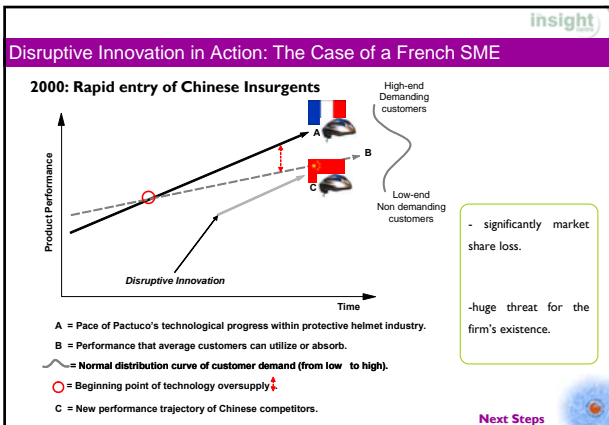 insight
centre
Disruptive Innovation in Action: The Case of a French SME
2000: Rapid entry of Chinese Insurgents
High-end
Demanding
customers
A
B
C
Low-end
Non demanding
customers
Product Performance
Disruptive Innovation
Time
- significantly market
share loss.
-huge threat for the
firm's existence.
A = Pace of Pactuco's technological progress within protective helmet industry.
B = Performance that average customers can utilize or absorb.
= Normal distribution curve of customer demand (from low to high).
= Beginning point of technology oversupply
C = New performance trajectory of Chinese competitors.
Next Steps